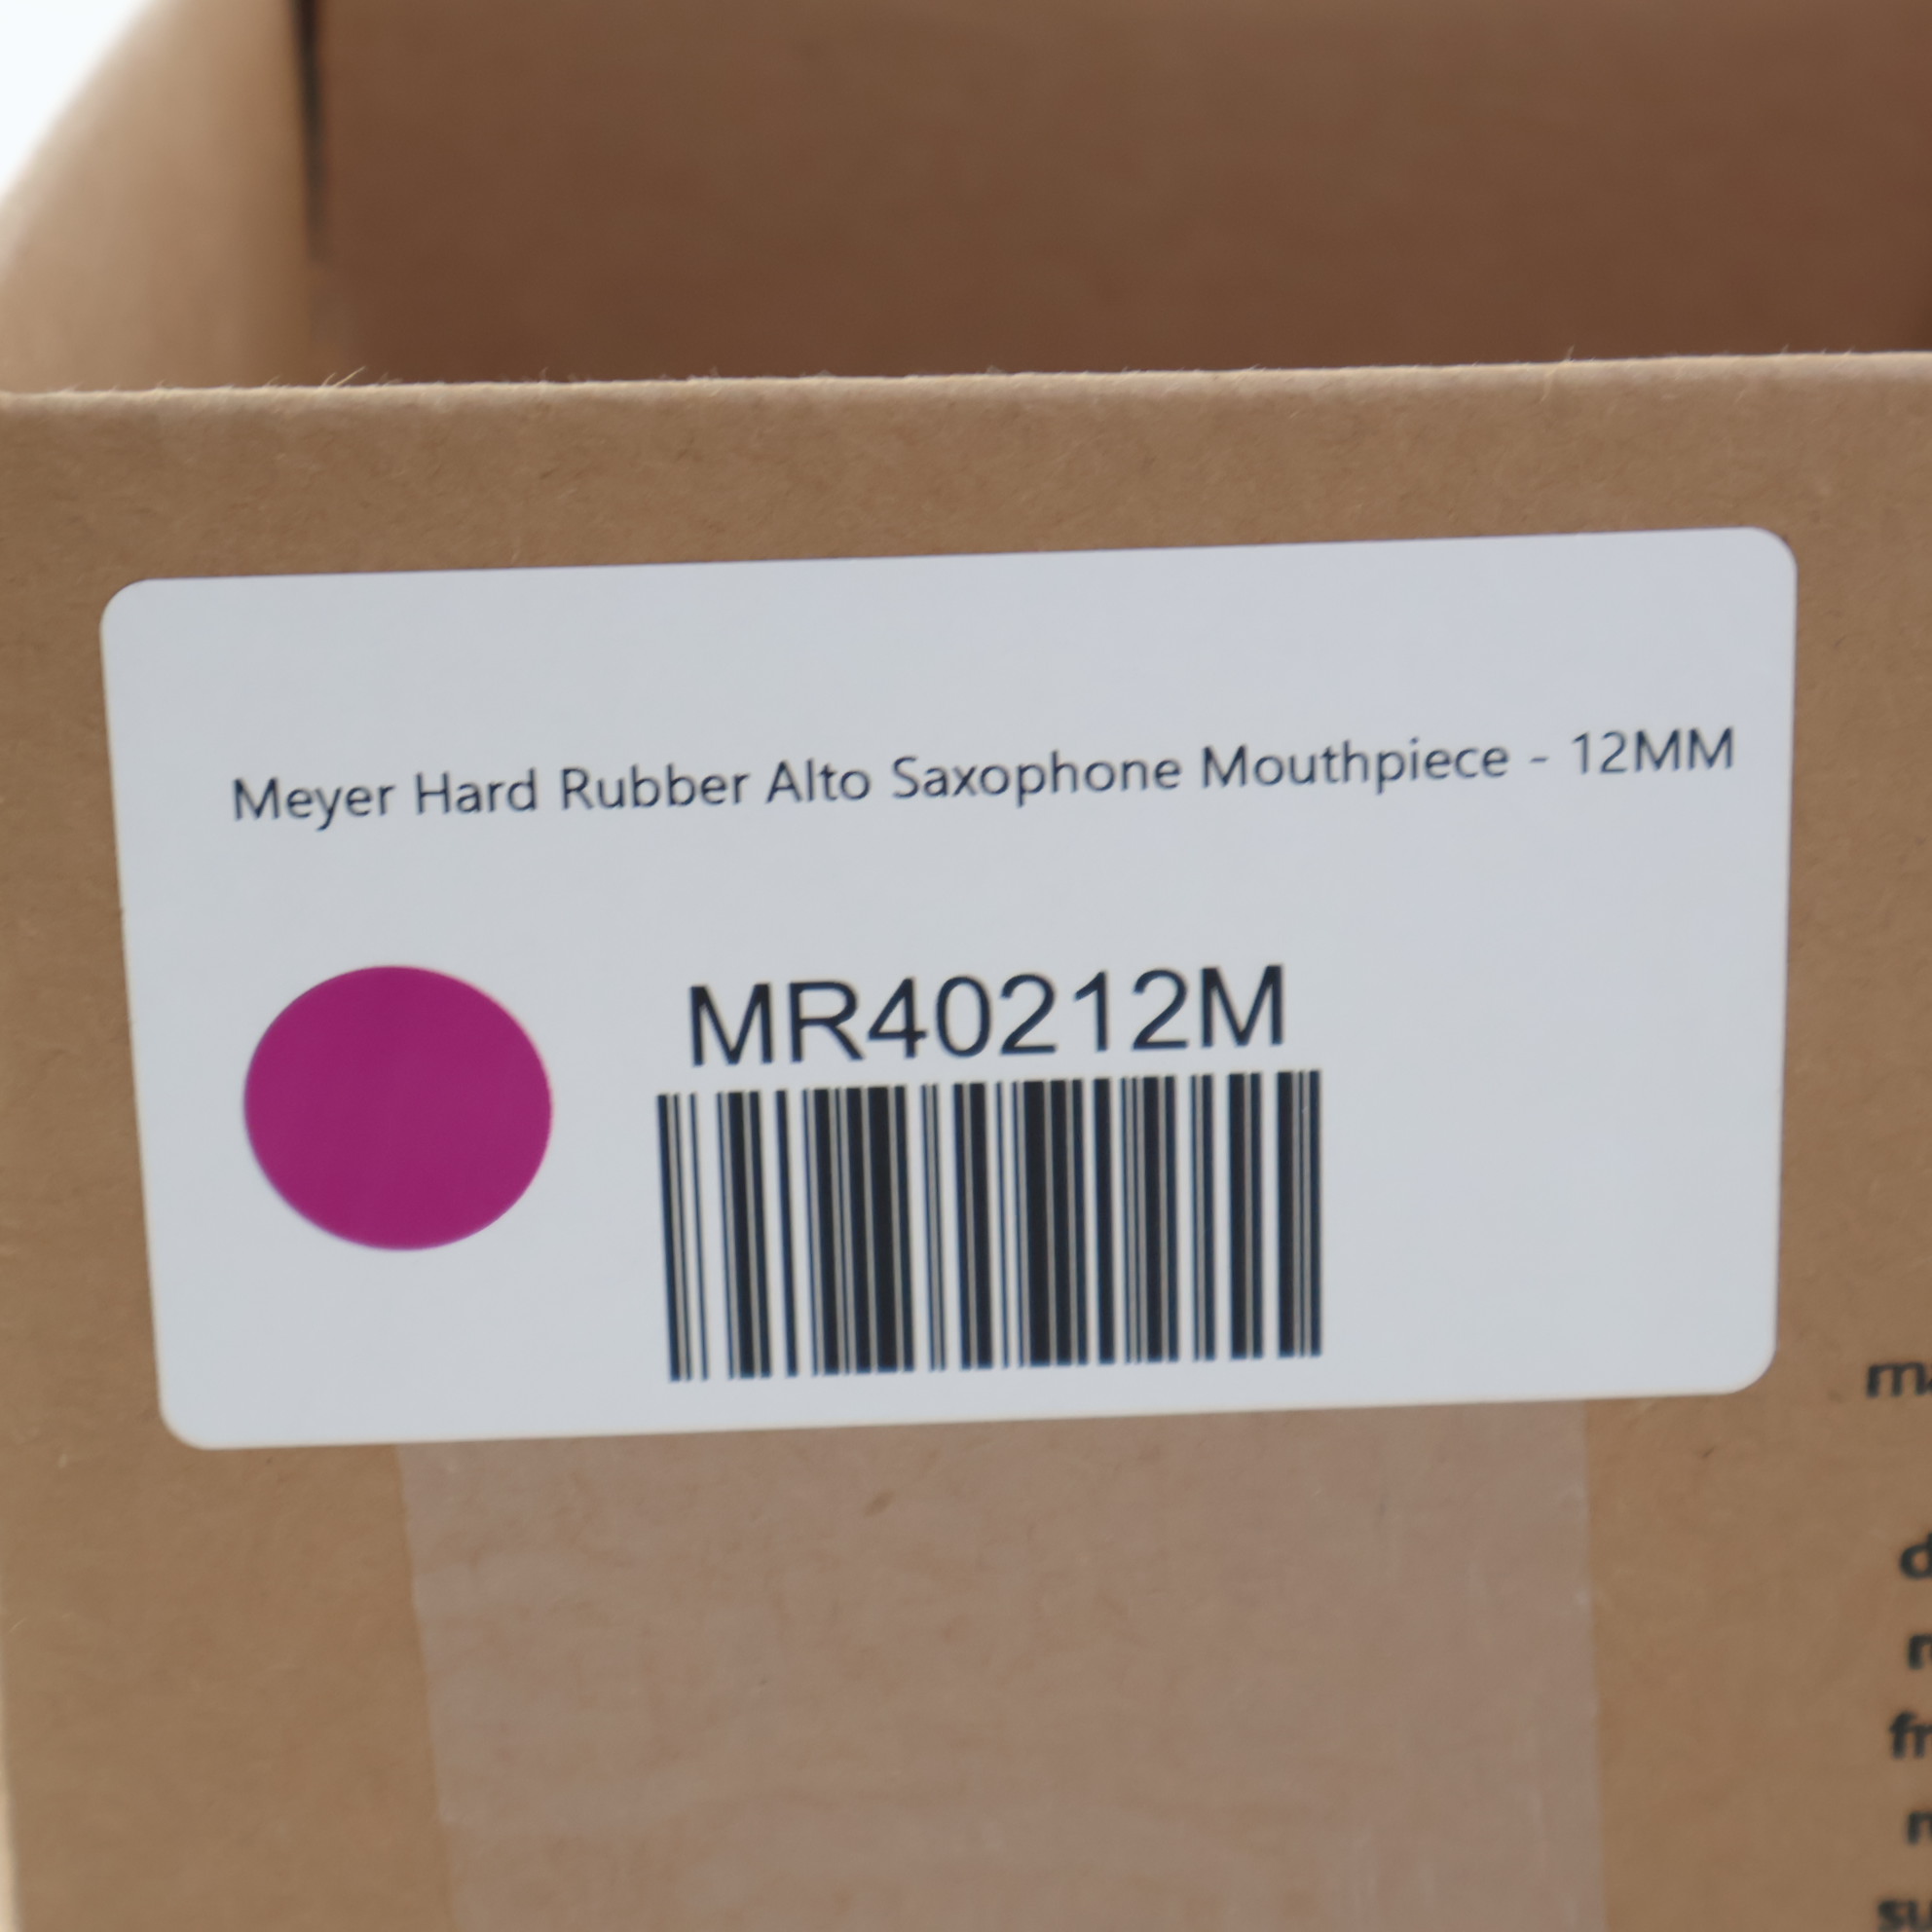 Meyer Hard Rubber Alto Saxophone Mouthpiece - 12MM
MR40212M